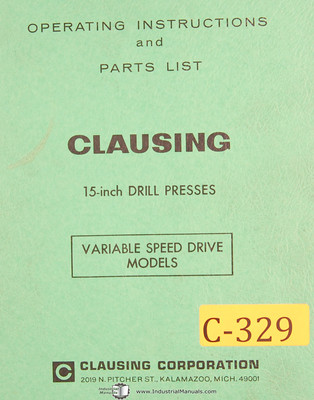 OPERATING INSTRUCTIONS
and
PARTS LIST
CLAUSING
15-inch DRILL PRESSES
VARIABLE SPEED DRIVE
MODELS
C-329
C CLAUSING CORPORATION
2019 N. PITCHER ST., KALAMAZOO, MICH. 49001
www.IndustrialManuals.com